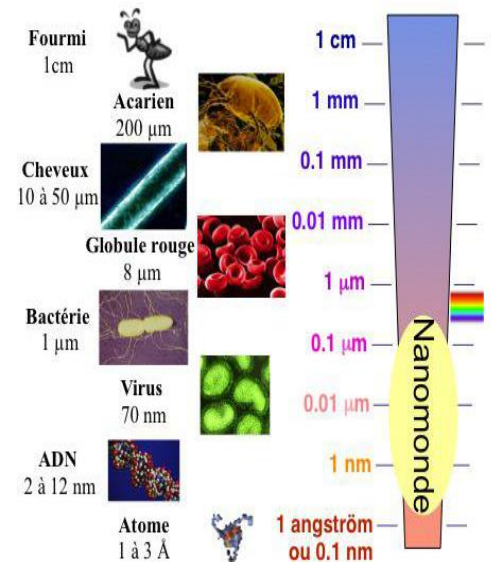 Fourmi
1cm
Acarien
200 µm
Cheveux
10 à 50 µm
Globule rouge
8 µm
Bactérie
1 µm
Virus
70 nm
ADN
2 à 12 nm
Atome
1 à 3 Å
1 cm
1 mm
0.1 mm
0.01 mm
1 µm
0.1 µm
0.01 µm
1 nm
1 angström
ou 0.1 nm
Nanomonde